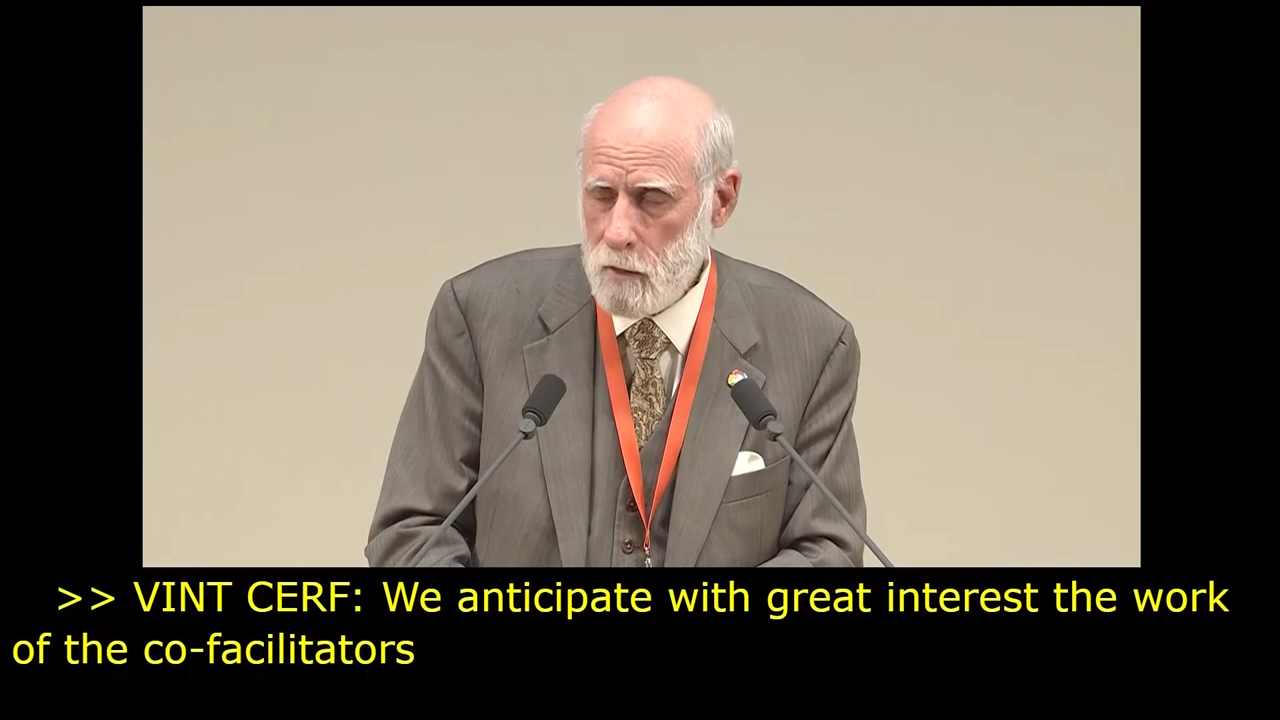 >> VINT CERF: We anticipate with great interest the work
of the co-facilitators